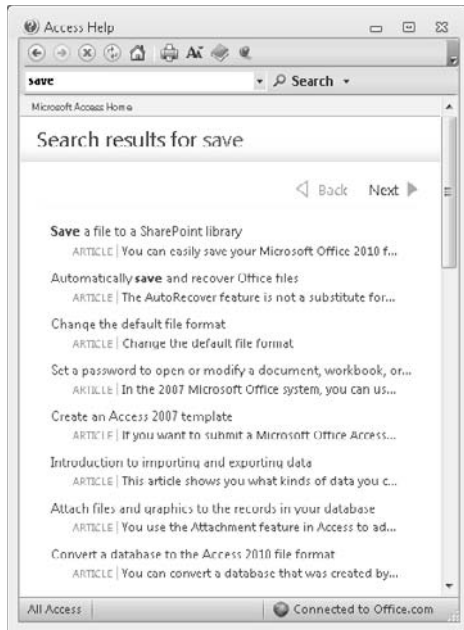 Access Help
save
Search
Microsoft Access Home
Search results for save
Back Next
Save a file to a SharePoint library
ARTICLE | You can easily save your Microsoft Office 2010 f...
Automatically save and recover Office files
ARTICLE | The AutoRecover feature is not a substitute for...
Change the default file format
ARTICLE | Change the default file format
Set a password to open or modify a document, workbook, or...
ARTICLE | In the 2007 Microsoft Office system, you can us...
Create an Access 2007 template
ARTICLE | If you want to submit a Microsoft Office Access...
Introduction to importing and exporting data
ARTICLE | This article shows you what kinds of data you c...
Attach files and graphics to the records in your database
ARTICLE | You use the Attachment feature in Access to ad...
Convert a database to the Access 2010 file format
ARTICLE | You can convert a database that was created by...
All Access Connected to Office.com